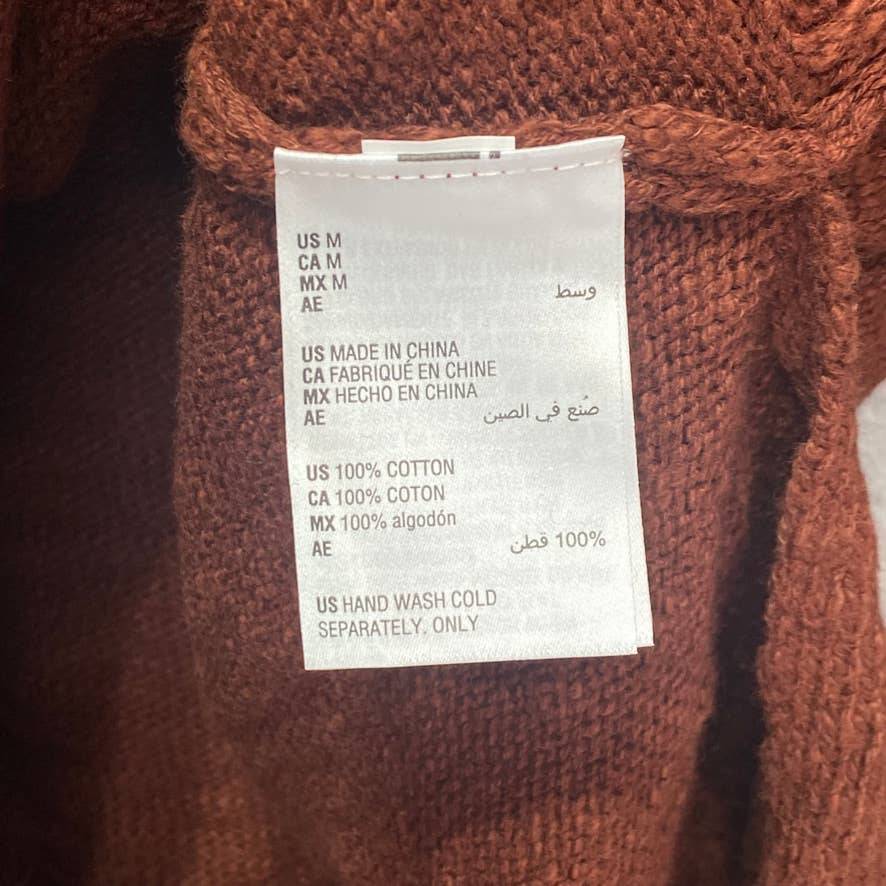 US M
CA M
MX M
AE وسط
US MADE IN CHINA
CA FABRIQUÉ EN CHINE
MX HECHO EN CHINA
AE صُنع في الصين
US 100% COTTON
CA 100% COTON
MX 100% algodón
AE 100% قطن
US HAND WASH COLD
SEPARATELY. ONLY